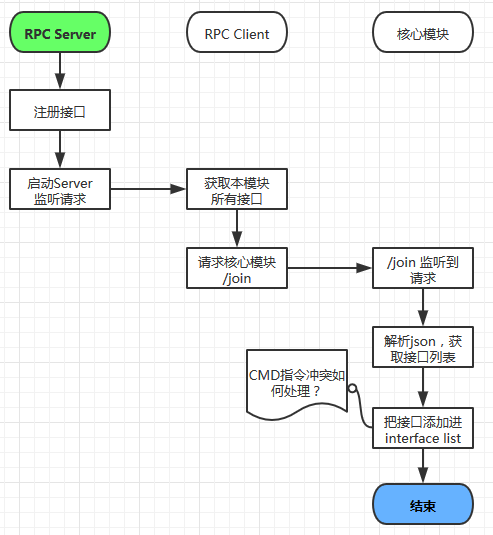 RPC Server
RPC Client
核心模块
注册接口
启动Server
监听请求
获取本模块
所有接口
请求核心模块
/join
/join 监听到
请求
解析json，获
取接口列表
CMD指令冲突如
何处理？
把接口添加进
interface list
结束